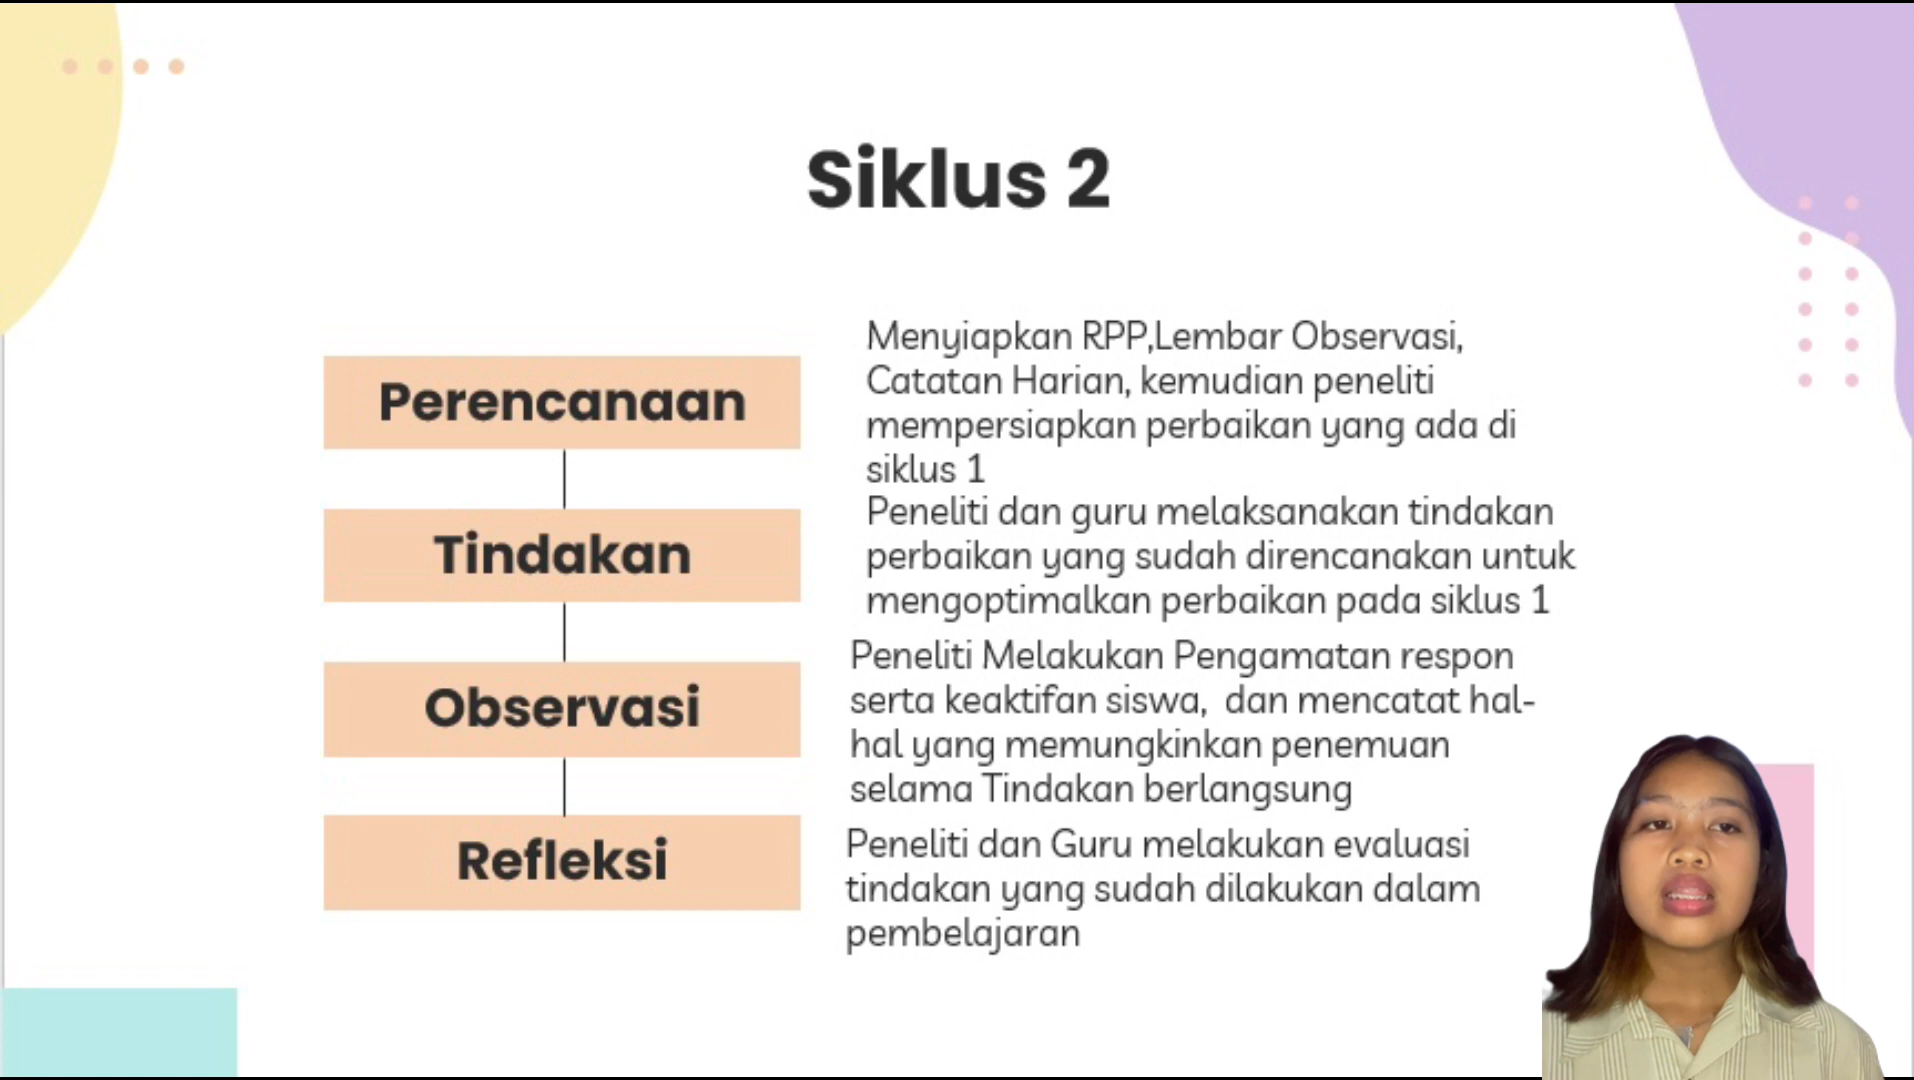 Siklus 2
Perencanaan
Menyiapkan RPP,Lembar Observasi,
Catatan Harian, kemudian peneliti
mempersiapkan perbaikan yang ada di
siklus 1
Tindakan
Peneliti dan guru melaksanakan tindakan
perbaikan yang sudah direncanakan untuk
mengoptimalkan perbaikan pada siklus 1
Observasi
Peneliti Melakukan Pengamatan respon
serta keaktifan siswa,  dan mencatat hal-
hal yang memungkinkan penemuan
selama Tindakan berlangsung
Refleksi
Peneliti dan Guru melakukan evaluasi
tindakan yang sudah dilakukan dalam
pembelajaran